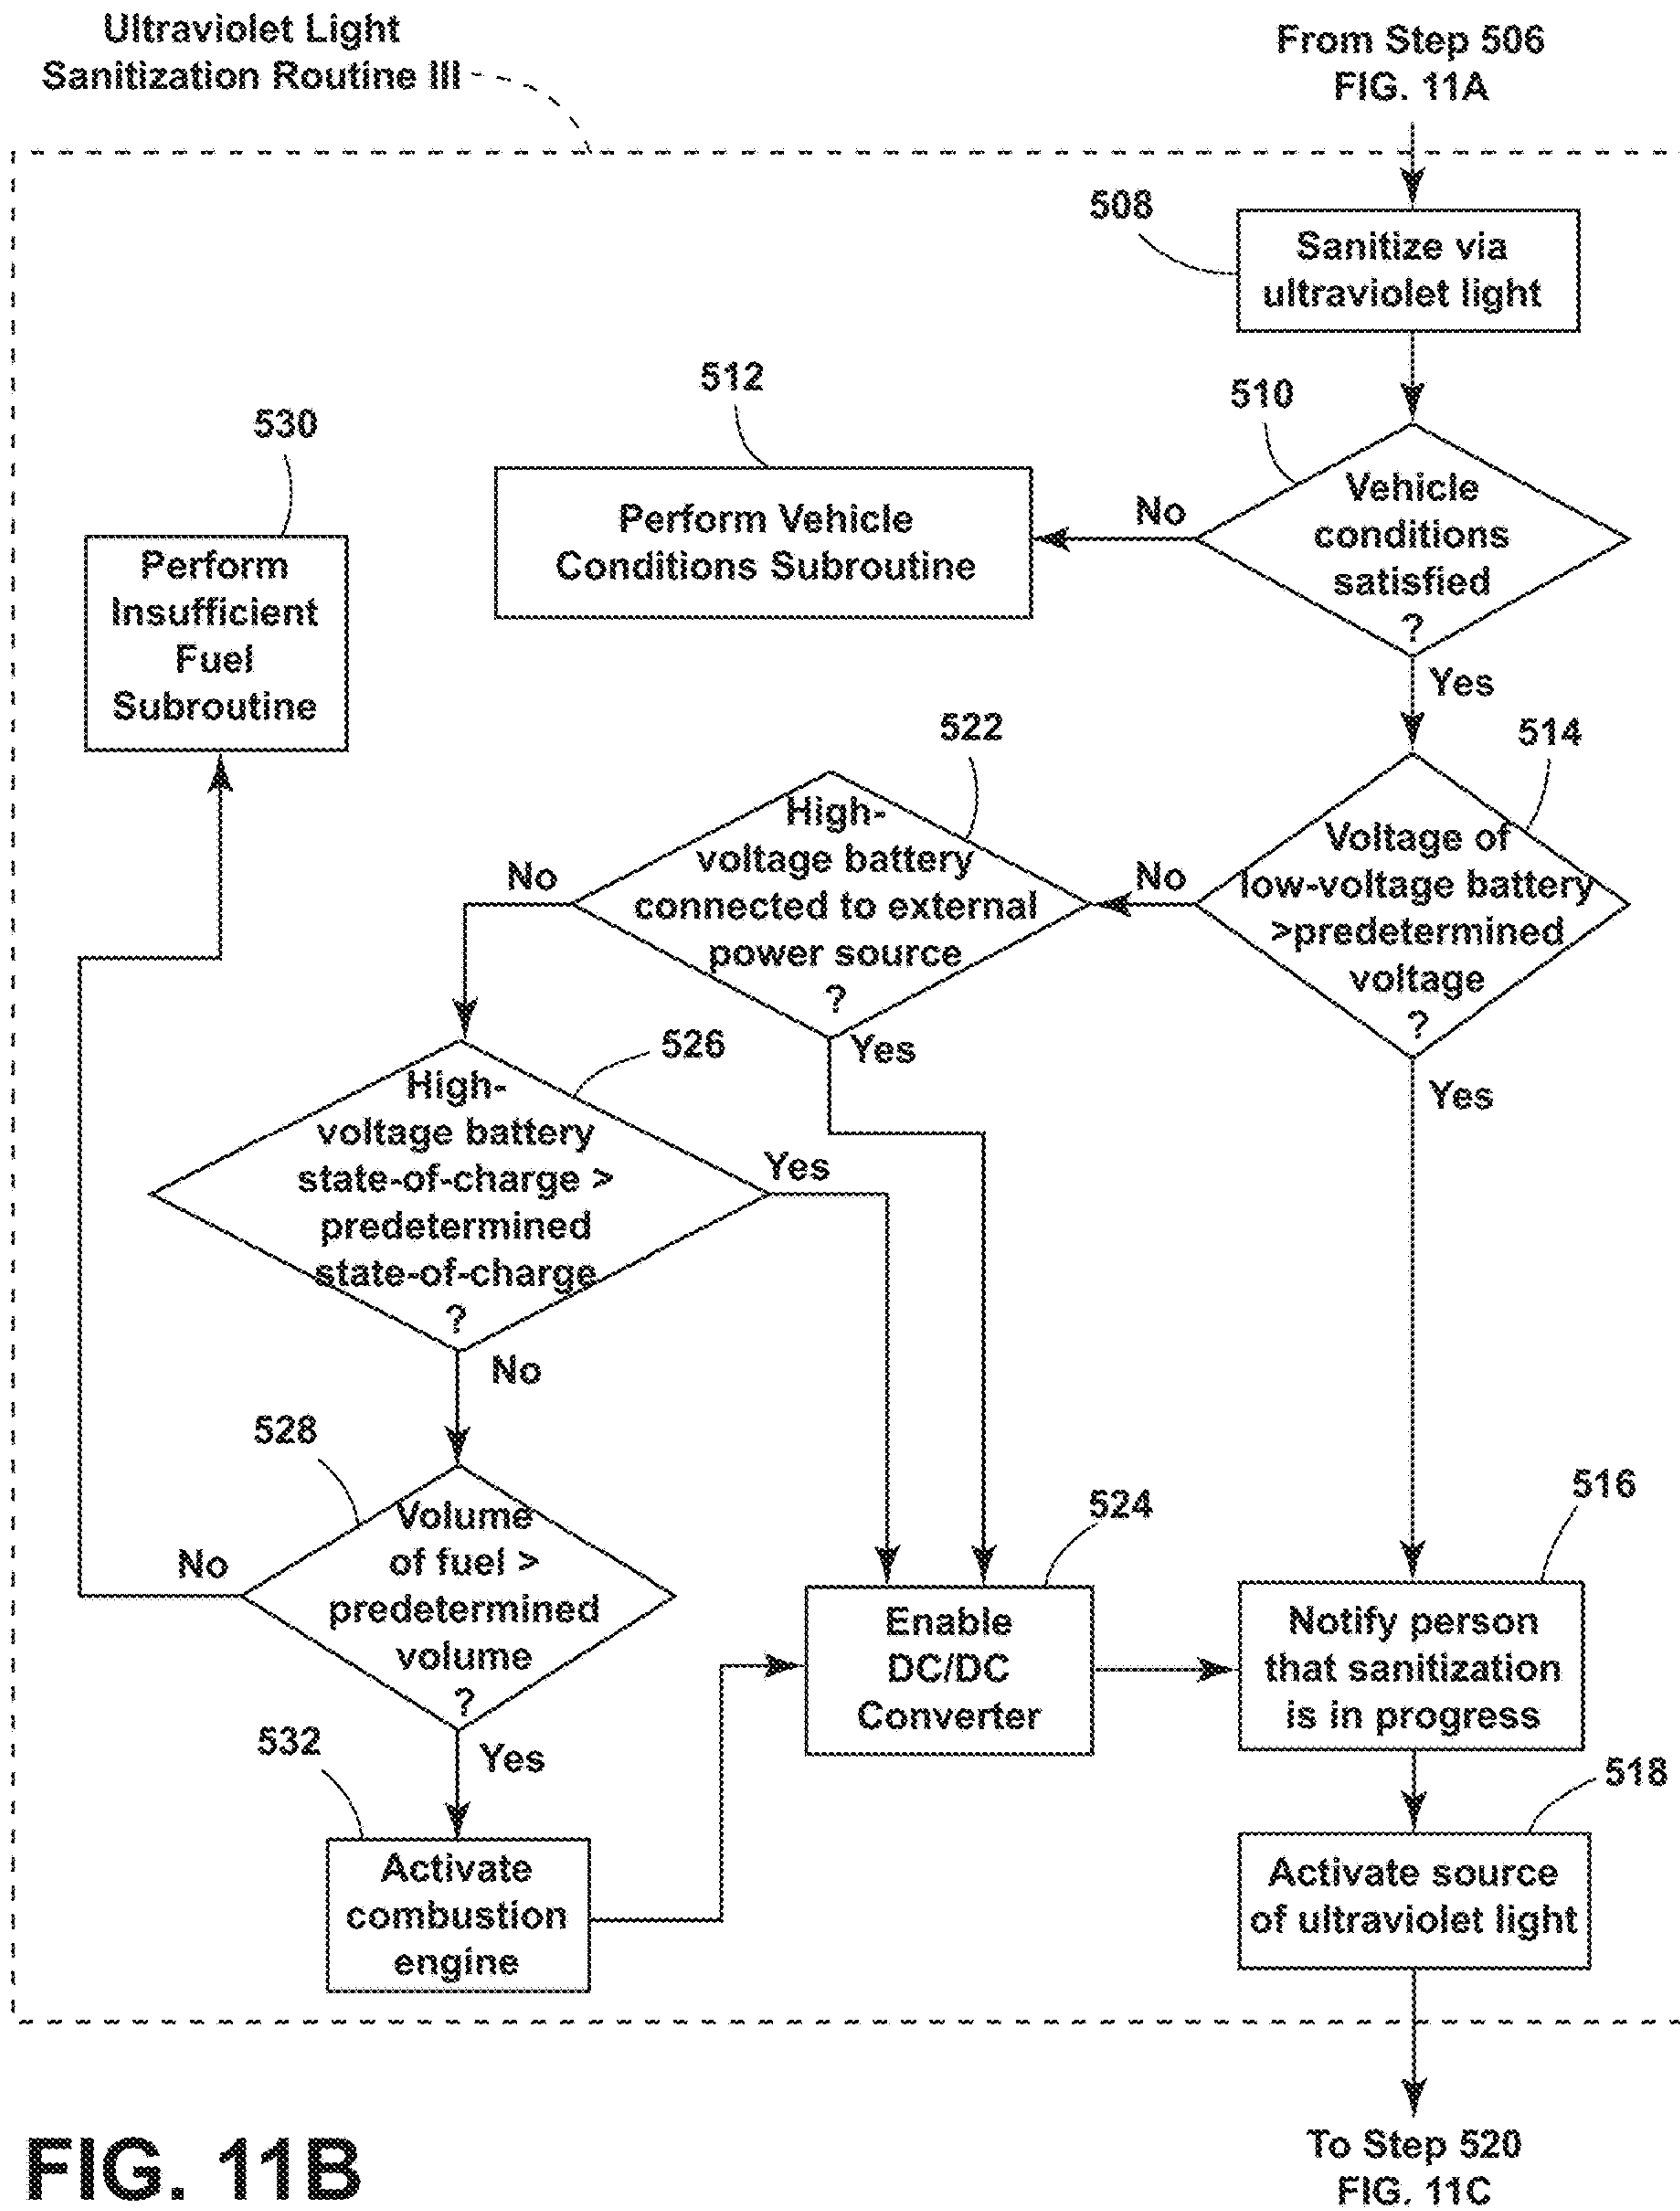 Ultraviolet Light
Sanitization Routine III
From Step 506
FIG. 11A
508
Sanitize via
ultraviolet light
512
510
530
Perform Vehicle
Conditions Subroutine
No
Vehicle
conditions
satisfied
?
Yes
Perform
Insufficient
Fuel
Subroutine
522
514
High-
voltage battery
connected to external
power source
?
No
Yes
No
Voltage of
low-voltage battery
>predetermined
voltage
?
Yes
526
High-
voltage battery
state-of-charge >
predetermined
state-of-charge
?
Yes
No
528
Volume
of fuel >
predetermined
volume
?
No
Yes
524
516
Enable
DC/DC
Converter
Notify person
that sanitization
is in progress
532
518
Activate
combustion
engine
Activate source
of ultraviolet light
FIG. 11B
To Step 520
FIG. 11C